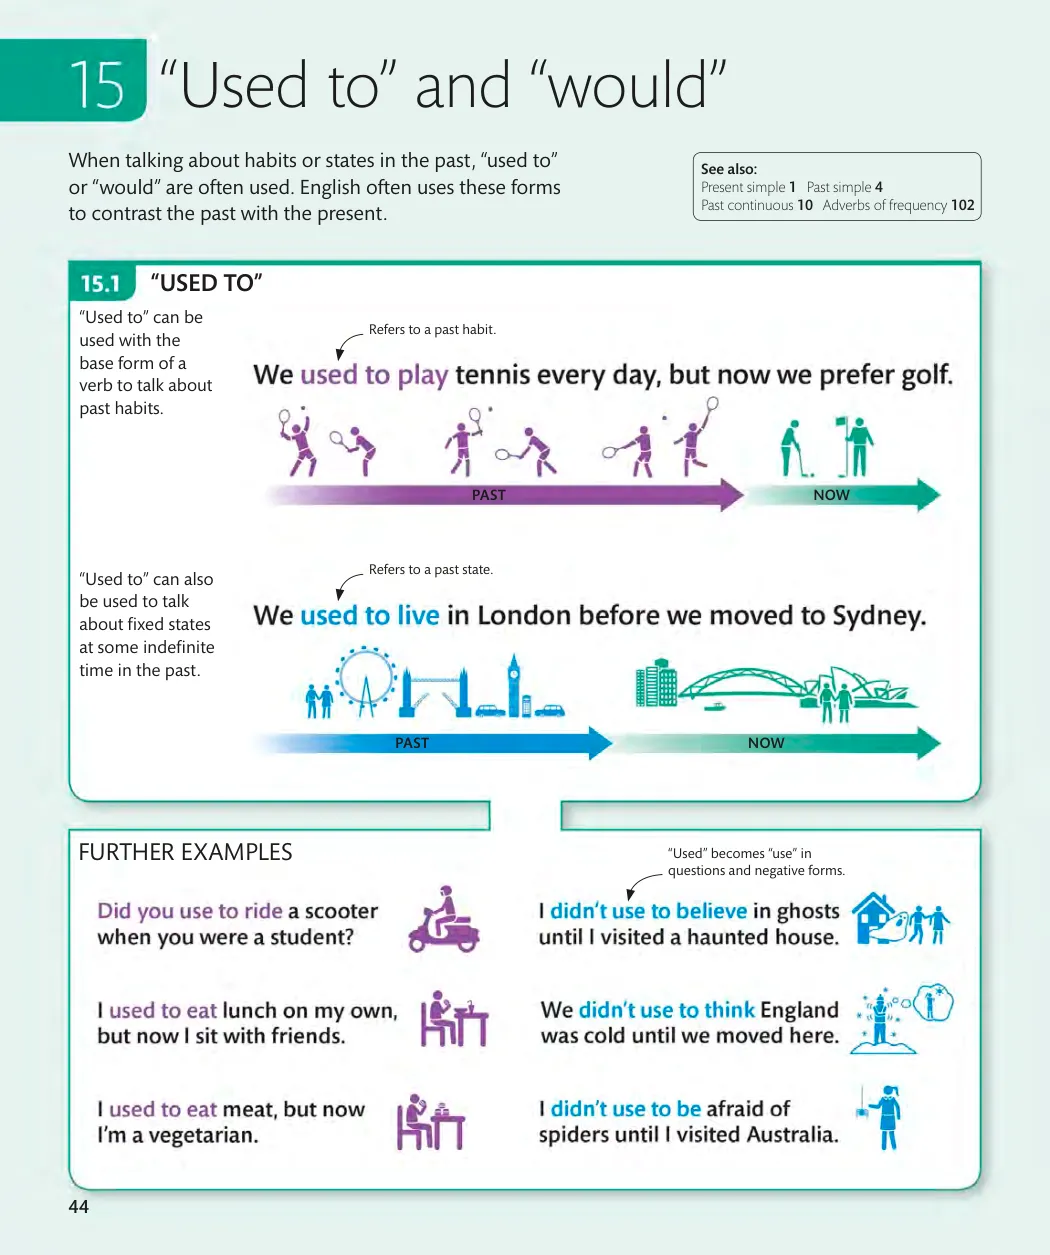 15 “Used to” and “would”
When talking about habits or states in the past, “used to”
or “would” are often used. English often uses these forms
to contrast the past with the present.
See also:
Present simple 1 Past simple 4
Past continuous 10 Adverbs of frequency 102
15.1 “USED TO”
“Used to” can be
used with the
base form of a
verb to talk about
past habits.
Refers to a past habit.
We used to play tennis every day, but now we prefer golf.
PAST
NOW
“Used to” can also
be used to talk
about fixed states
at some indefinite
time in the past.
Refers to a past state.
We used to live in London before we moved to Sydney.
PAST
NOW
FURTHER EXAMPLES
Did you use to ride a scooter
when you were a student?
I used to eat lunch on my own,
but now I sit with friends.
I used to eat meat, but now
I’m a vegetarian.
“Used” becomes “use” in
questions and negative forms.
I didn’t use to believe in ghosts
until I visited a haunted house.
We didn’t use to think England
was cold until we moved here.
I didn’t use to be afraid of
spiders until I visited Australia.
44